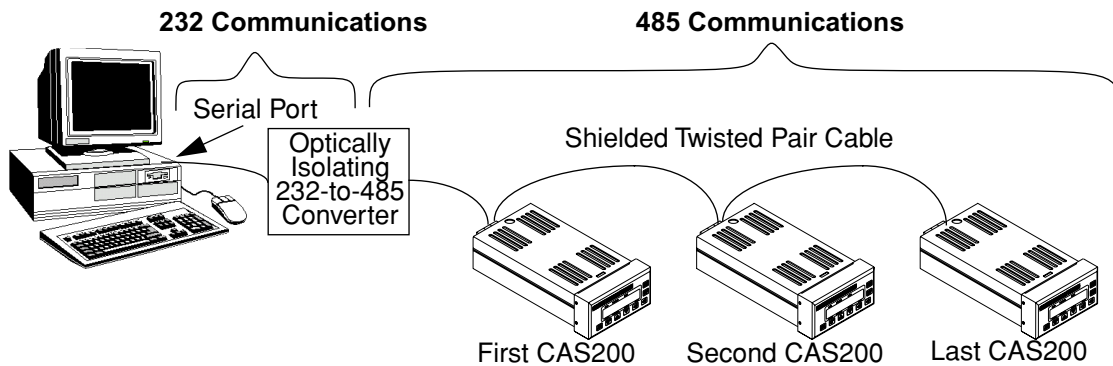 232 Communications
485 Communications
Serial Port
Optically
Isolating
232-to-485
Converter
Shielded Twisted Pair Cable
First CAS200
Second CAS200
Last CAS200